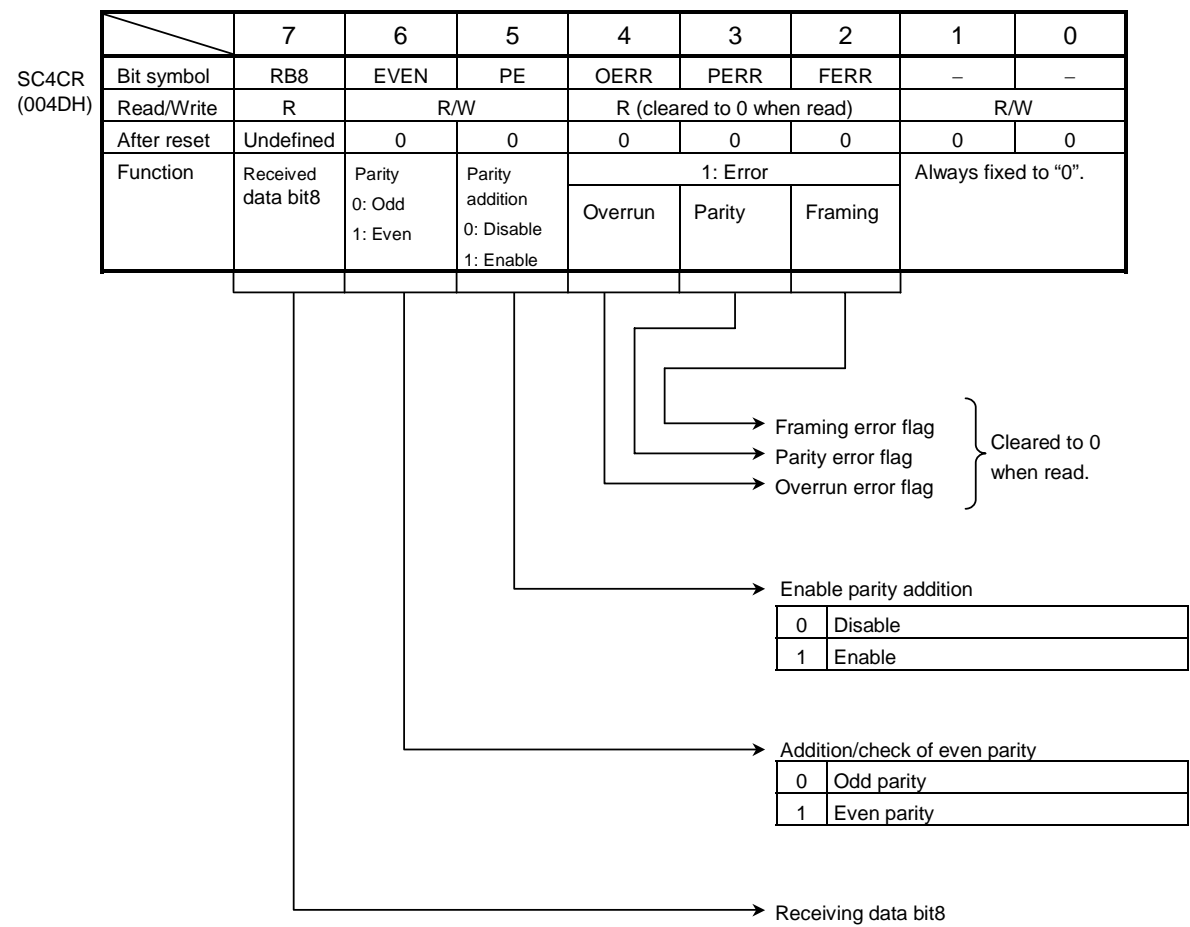 7 6 5 4 3 2 1 0
SC4CR
(004DH)
Bit symbol RB8 EVEN PE OERR PERR FERR – –
Read/Write R R/W R (cleared to 0 when read) R/W
After reset Undefined 0 0 0 0 0 0 0
Function
Received
data bit8
Parity
0: Odd
1: Even
Parity
addition
0: Disable
1: Enable
1: Error
Overrun Parity Framing
Always fixed to “0”.
Framing error flag
Parity error flag
Overrun error flag
Cleared to 0
when read.
Enable parity addition
0 Disable
1 Enable
Addition/check of even parity
0 Odd parity
1 Even parity
Receiving data bit8